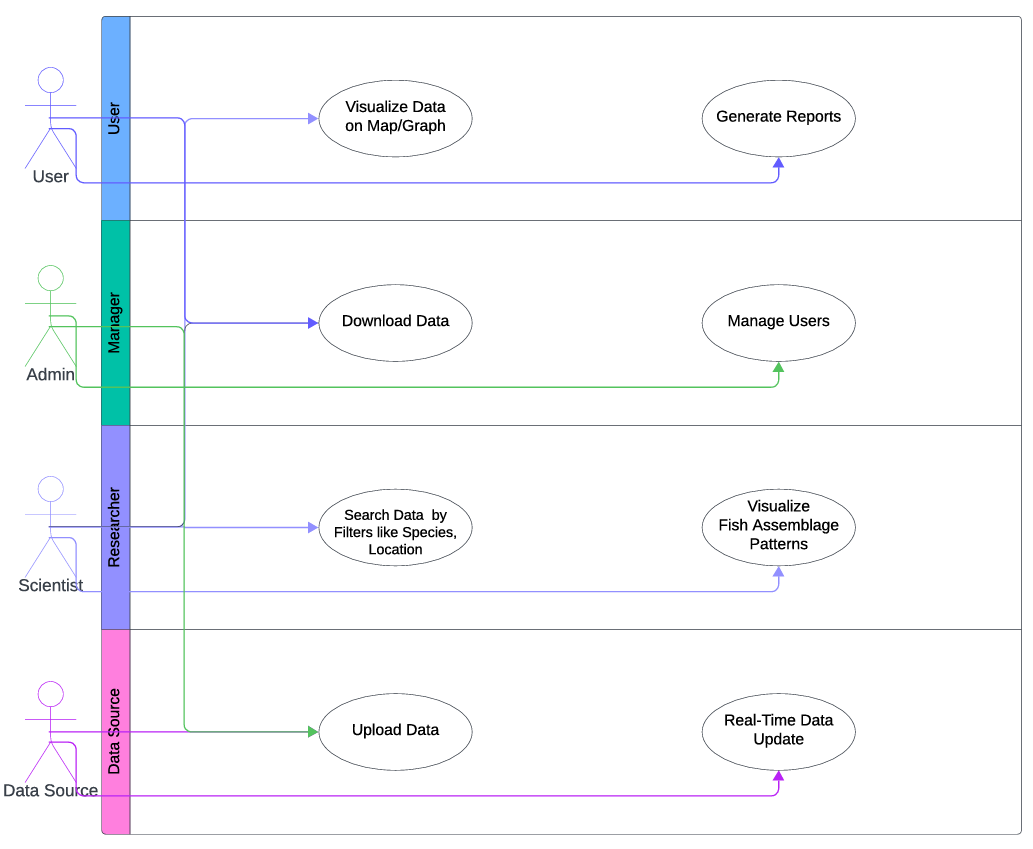 User
User
Visualize Data
on Map/Graph
Generate Reports
Admin
Manager
Download Data
Manage Users
Scientist
Researcher
Search Data by
Filters like Species,
Location
Visualize
Fish Assemblage
Patterns
Data Source
Data Source
Upload Data
Real-Time Data
Update